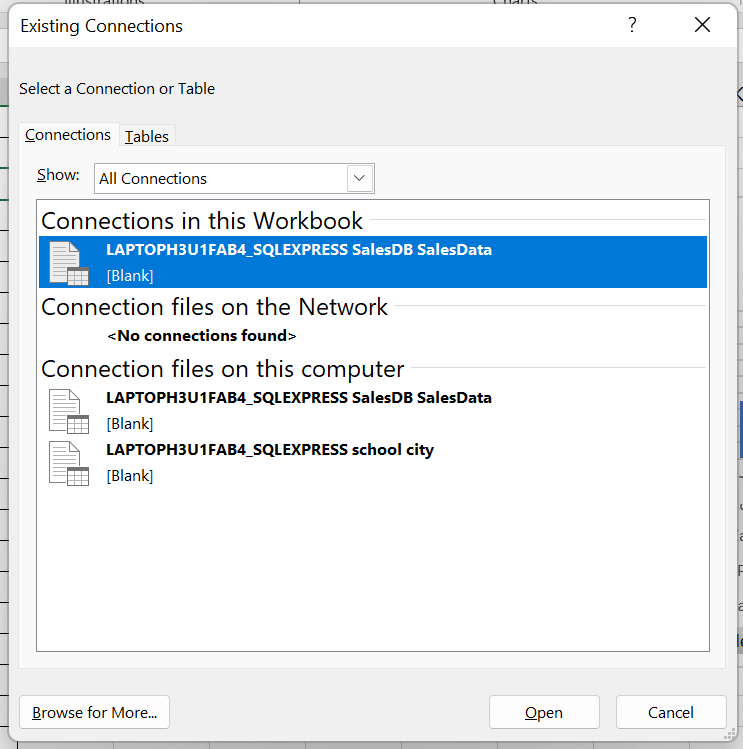 Existing Connections
?
Select a Connection or Table
Connections
Tables
Show:
All Connections
Connections in this Workbook
LAPTOPH3U1FAB4_SQLEXPRESS SalesDB SalesData
[Blank]
Connection files on the Network
<No connections found>
Connection files on this computer
LAPTOPH3U1FAB4_SQLEXPRESS SalesDB SalesData
[Blank]
LAPTOPH3U1FAB4_SQLEXPRESS school city
[Blank]
Browse for More...
Open
Cancel